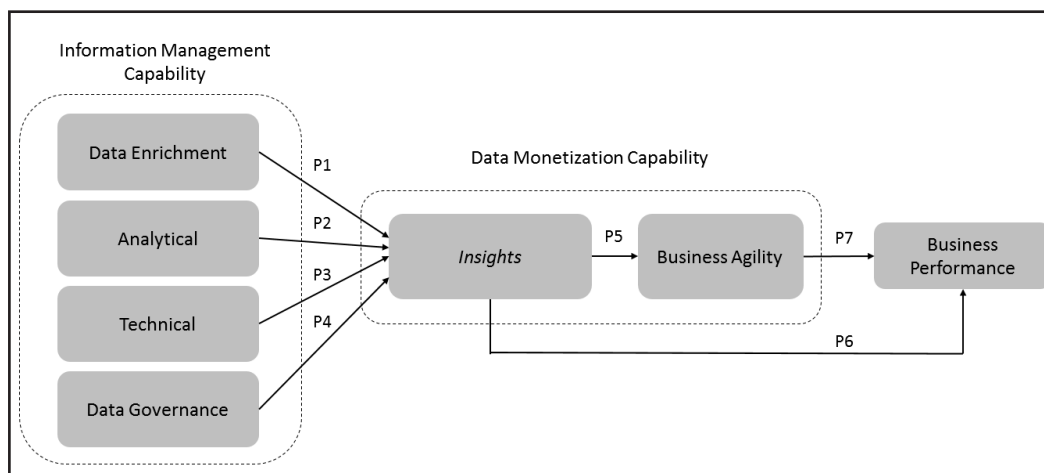 Information Management
Capability
Data Enrichment
P1
Analytical
P2
Technical
P3
Data Governance
P4
Data Monetization Capability
Insights
P5
Business Agility
P7
Business
Performance
P6